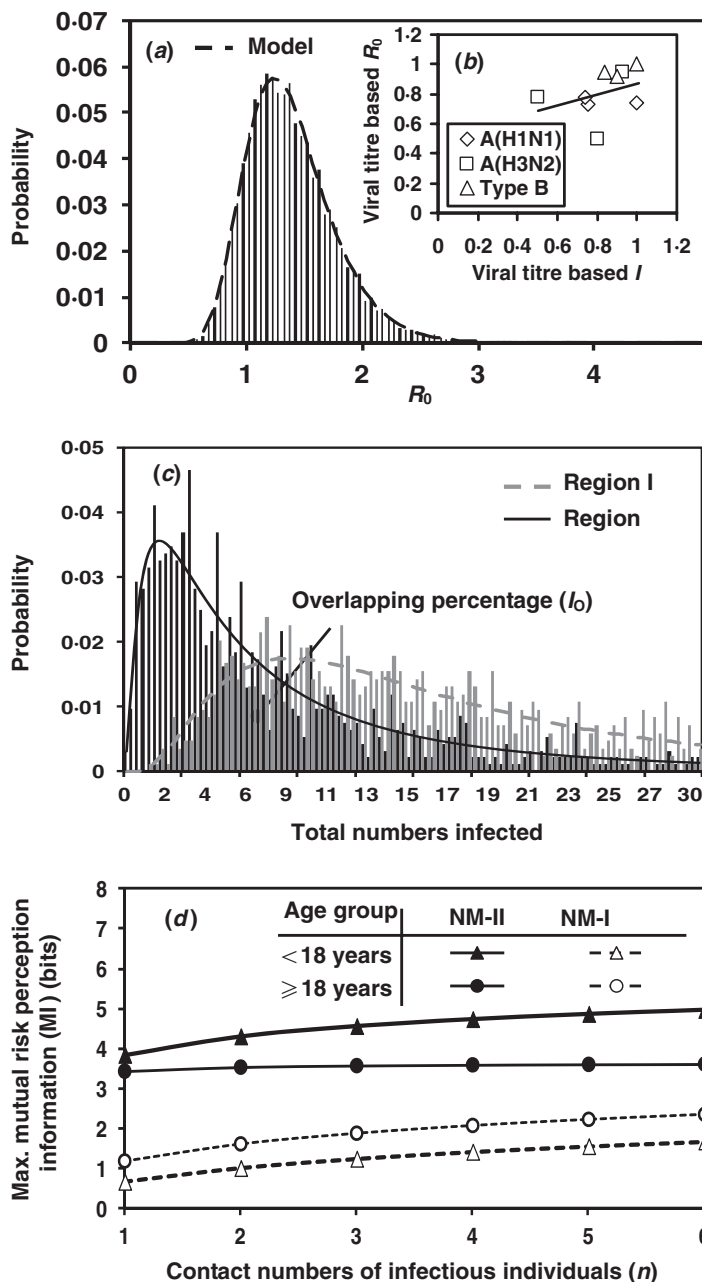 0·07
0·06
0·05
0·04
0·03
0·02
0·01
0
Probability
(a)
Model
0
1
2
3
4
R0
(b)
1·2
1
0·8
0·6
0·4
0·2
0
Viral titre based R0
A(H1N1)
A(H3N2)
Type B
0 0·2 0·4 0·6 0·8 1 1·2
Viral titre based I
0·05
0·04
0·03
0·02
0·01
0
Probability
(c)
Region I
Region
Overlapping percentage (IO)
0 2 4 6 9 11 13 15 17 19 21 23 25 27 30
Total numbers infected
8
7
6
5
4
3
2
1
0
Max. mutual risk perception
information (MI) (bits)
(d)
Age group NM-II NM-I
<18 years
⩾18 years
1 2 3 4 5 6
Contact numbers of infectious individuals (n)